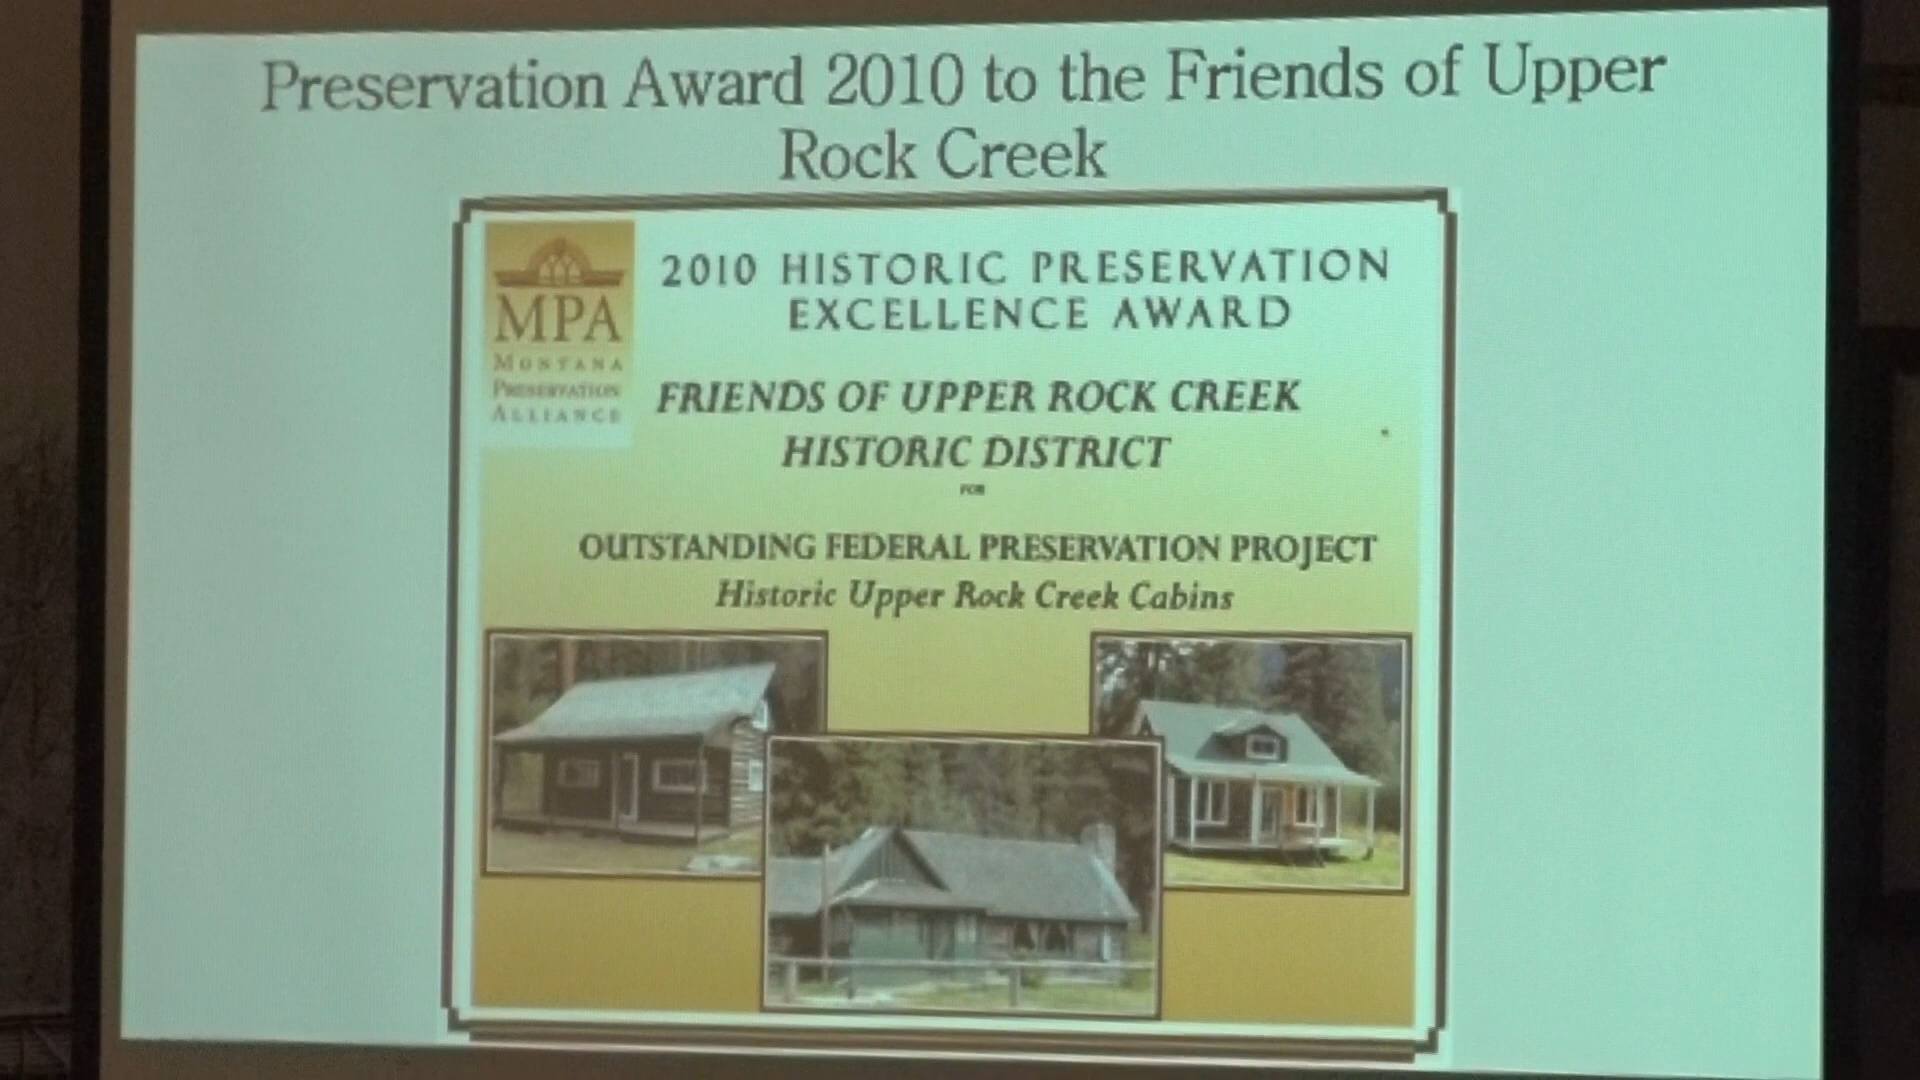 Preservation Award 2010 to the Friends of Upper
Rock Creek
MPA
MONTANA
PRESERVATION
ALLIANCE
2010 HISTORIC PRESERVATION
EXCELLENCE AWARD
FRIENDS OF UPPER ROCK CREEK
HISTORIC DISTRICT
FOR
OUTSTANDING FEDERAL PRESERVATION PROJECT
Historic Upper Rock Creek Cabins